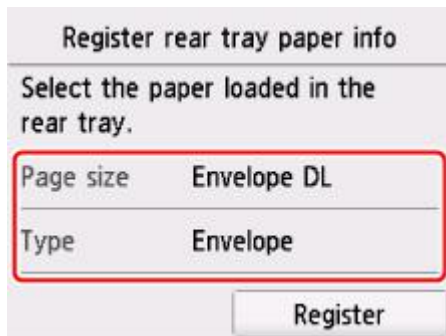 Register rear tray paper info
Select the paper loaded in the
rear tray.
Page size Envelope DL
Type Envelope
Register